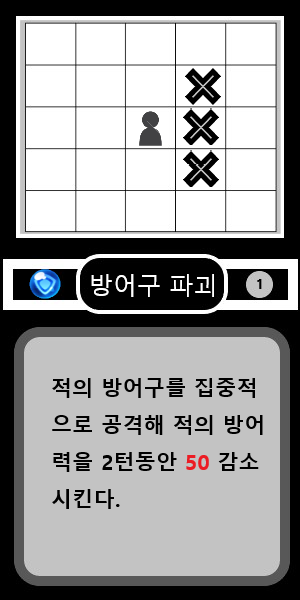 방어구 파괴
1
적의 방어구를 집중적
으로 공격해 적의 방어
력을 2턴동안 50 감소
시킨다.